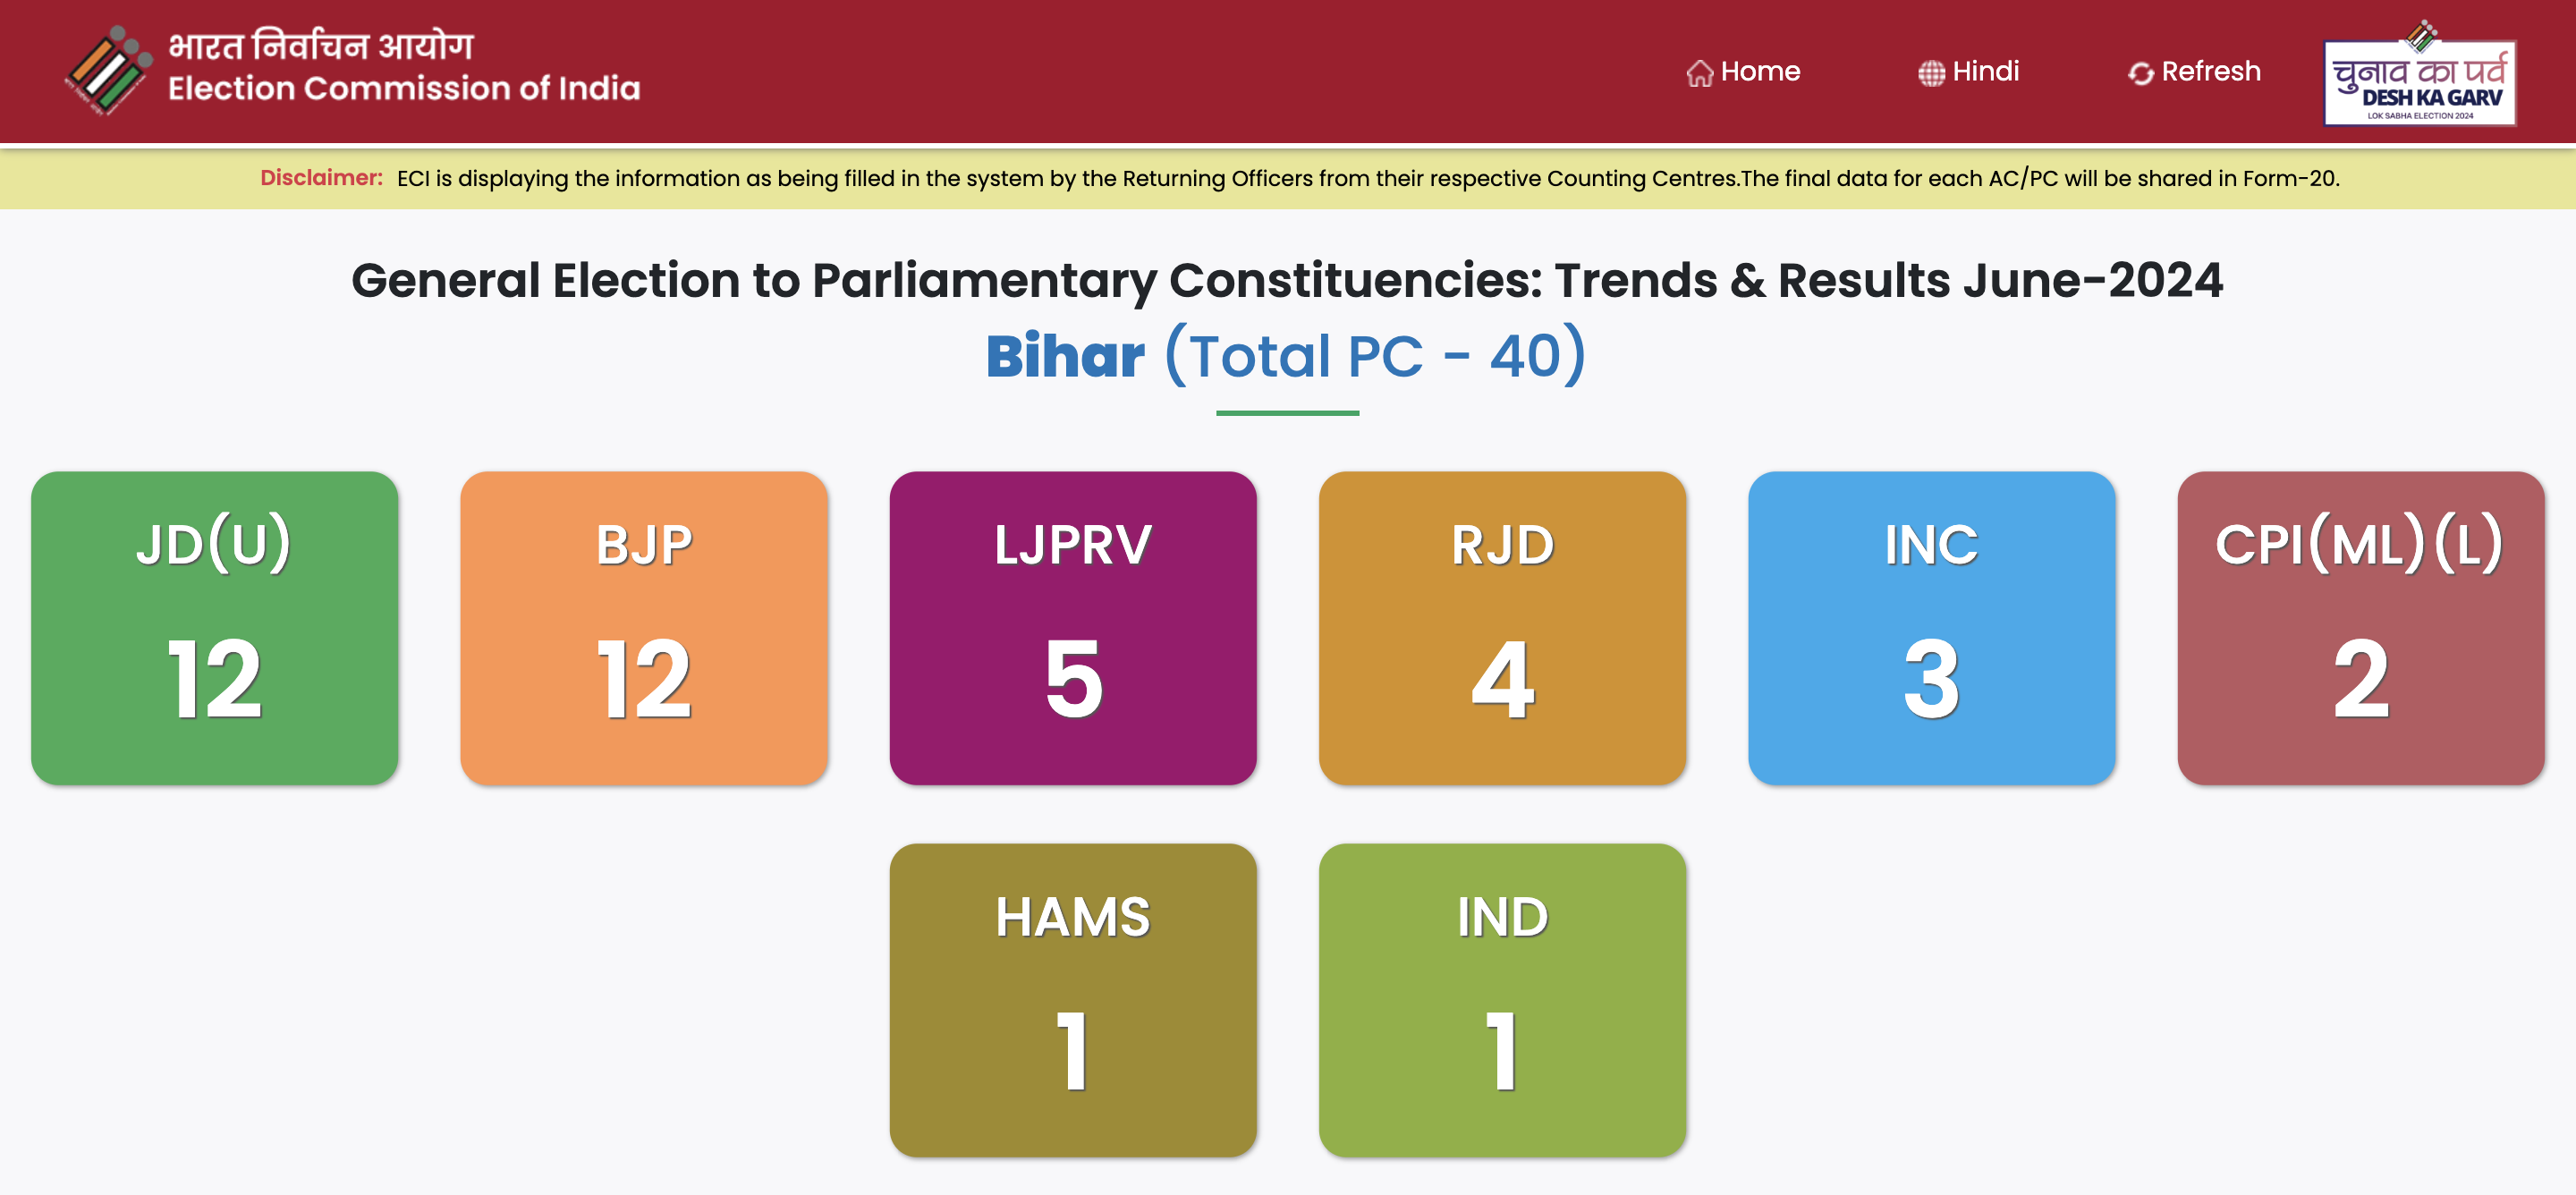 भारत निर्वाचन आयोग
Election Commission of India
Home
Hindi
Refresh
चुनाव का पर्व
DESH KA GARV
LOK SABHA ELECTION 2024
Disclaimer: ECI is displaying the information as being filled in the system by the Returning Officers from their respective Counting Centres.The final data for each AC/PC will be shared in Form-20.
General Election to Parliamentary Constituencies: Trends & Results June-2024
Bihar (Total PC - 40)
JD(U)
12
BJP
12
LJPRV
5
RJD
4
INC
3
CPI(ML)(L)
2
HAMS
1
IND
1